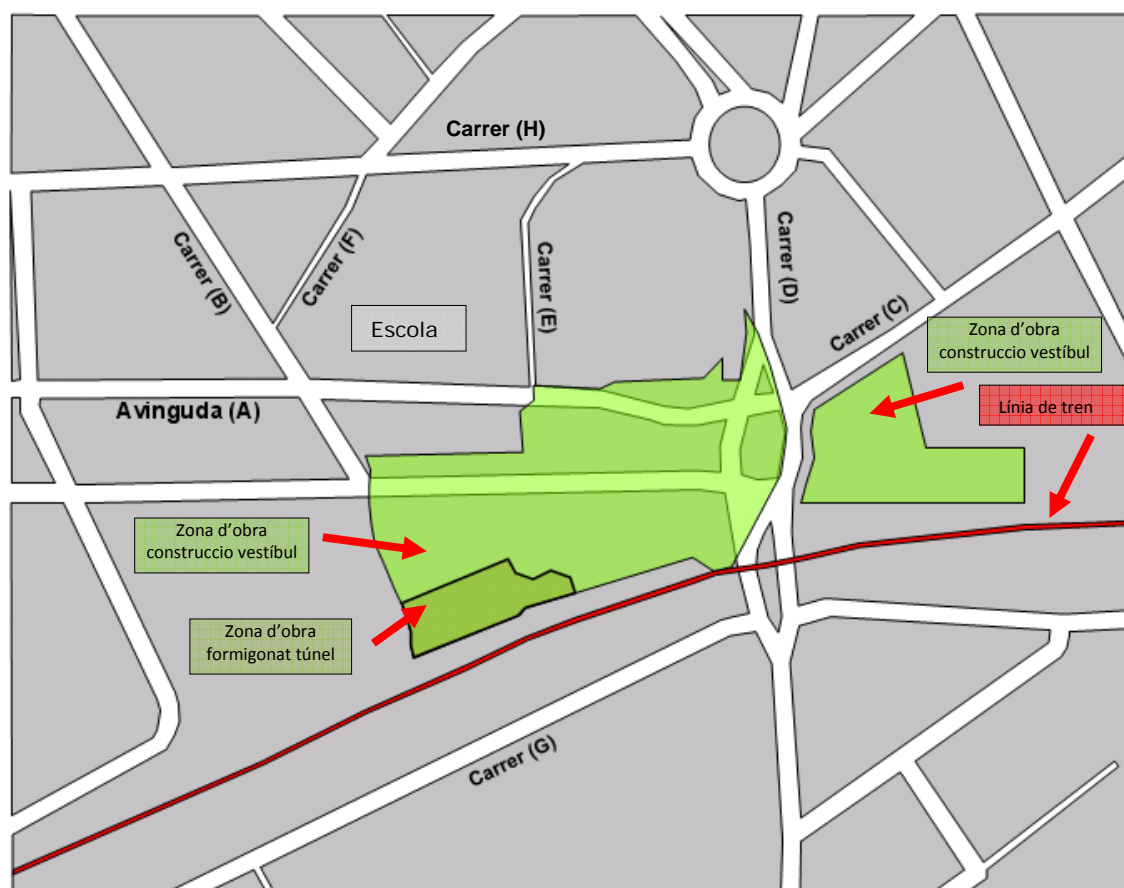 Carrer (H)
Carrer (B)
Carrer (F)
Carrer (E)
Carrer (D)
Carrer (C)
Escola
Zona d'obra
construccio vestíbul
Línia de tren
Avinguda (A)
Zona d'obra
construccio vestíbul
Zona d'obra
formigonat túnel
Carrer (G)